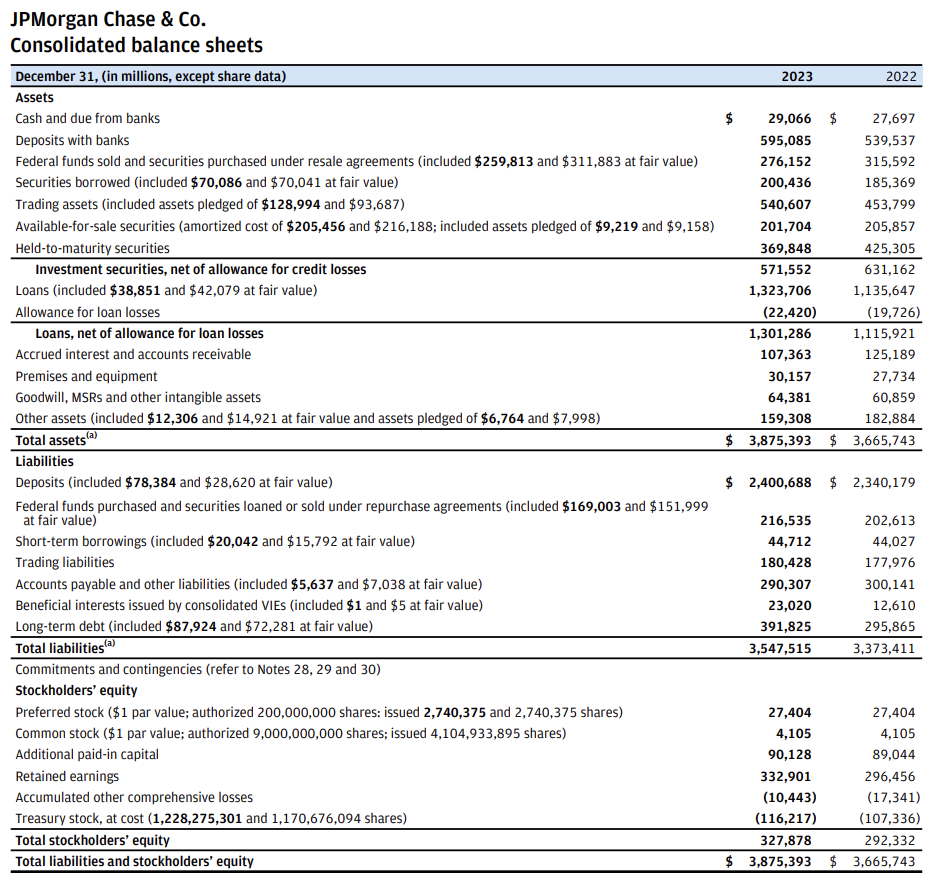 JPMorgan Chase & Co.
Consolidated balance sheets
December 31, (in millions, except share data) 2023 2022
Assets
Cash and due from banks $ 29,066 $ 27,697
Deposits with banks 595,085 539,537
Federal funds sold and securities purchased under resale agreements (included $259,813 and $311,883 at fair value) 276,152 315,592
Securities borrowed (included $70,086 and $70,041 at fair value) 200,436 185,369
Trading assets (included assets pledged of $128,994 and $93,687) 540,607 453,799
Available-for-sale securities (amortized cost of $205,456 and $216,188; included assets pledged of $9,219 and $9,158) 201,704 205,857
Held-to-maturity securities 369,848 425,305
Investment securities, net of allowance for credit losses 571,552 631,162
Loans (included $38,851 and $42,079 at fair value) 1,323,706 1,135,647
Allowance for loan losses (22,420) (19,726)
Loans, net of allowance for loan losses 1,301,286 1,115,921
Accrued interest and accounts receivable 107,363 125,189
Premises and equipment 30,157 27,734
Goodwill, MSRs and other intangible assets 64,381 60,859
Other assets (included $12,306 and $14,921 at fair value and assets pledged of $6,764 and $7,998) 159,308 182,884
Total assets(a) $ 3,875,393 $ 3,665,743
Liabilities
Deposits (included $78,384 and $28,620 at fair value) $ 2,400,688 $ 2,340,179
Federal funds purchased and securities loaned or sold under repurchase agreements (included $169,003 and $151,999
at fair value) 216,535 202,613
Short-term borrowings (included $20,042 and $15,792 at fair value) 44,712 44,027
Trading liabilities 180,428 177,976
Accounts payable and other liabilities (included $5,637 and $7,038 at fair value) 290,307 300,141
Beneficial interests issued by consolidated VIEs (included $1 and $5 at fair value) 23,020 12,610
Long-term debt (included $87,924 and $72,281 at fair value) 391,825 295,865
Total liabilities(a) 3,547,515 3,373,411
Commitments and contingencies (refer to Notes 28, 29 and 30)
Stockholders' equity
Preferred stock ($1 par value; authorized 200,000,000 shares: issued 2,740,375 and 2,740,375 shares) 27,404 27,404
Common stock ($1 par value; authorized 9,000,000,000 shares; issued 4,104,933,895 shares) 4,105 4,105
Additional paid-in capital 90,128 89,044
Retained earnings 332,901 296,456
Accumulated other comprehensive losses (10,443) (17,341)
Treasury stock, at cost (1,228,275,301 and 1,170,676,094 shares) (116,217) (107,336)
Total stockholders' equity 327,878 292,332
Total liabilities and stockholders' equity $ 3,875,393 $ 3,665,743